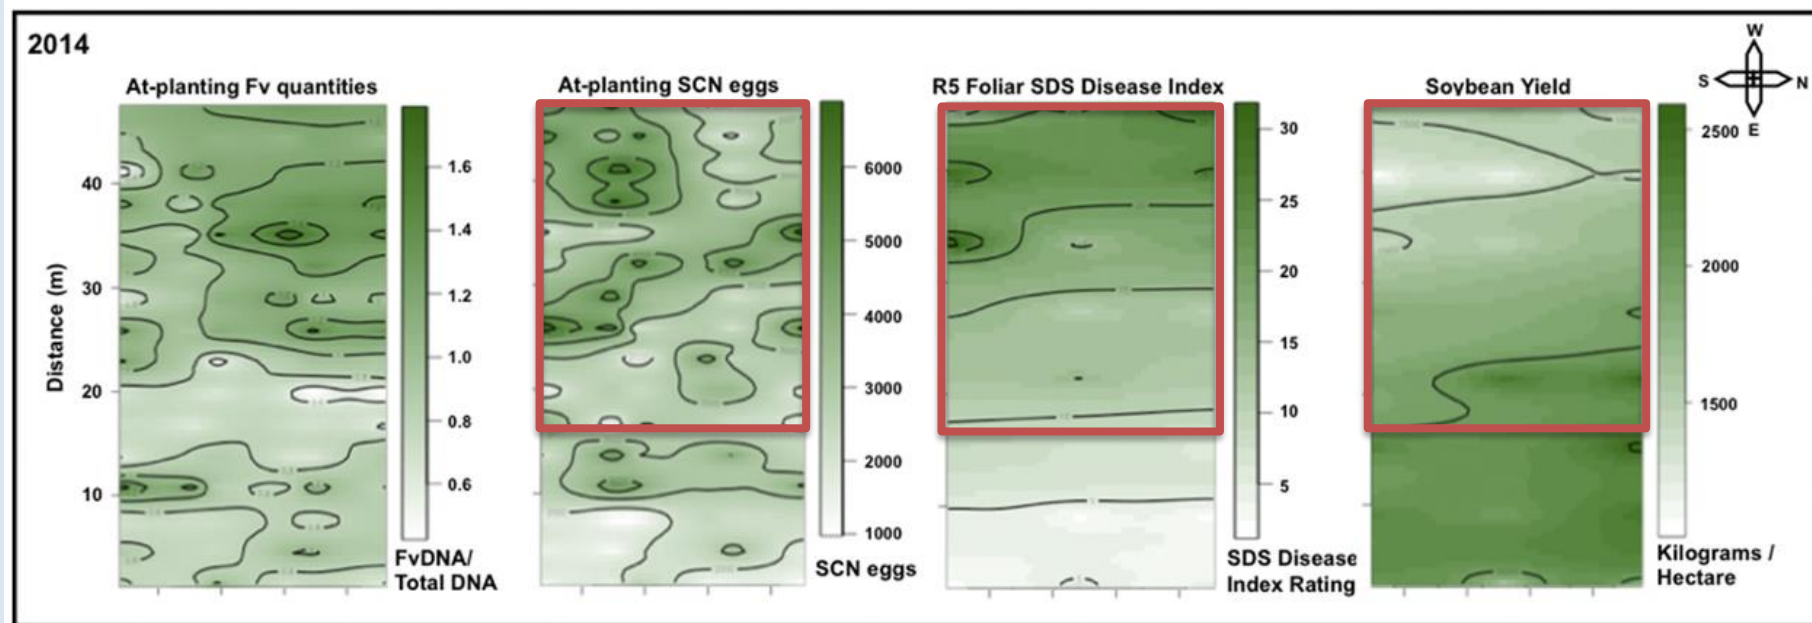 2014
W
S
N
E
At-planting Fv quantities
Distance (m)
40
30
20
10
1.6
1.4
1.2
1.0
0.8
0.6
FvDNA/
Total DNA
At-planting SCN eggs
6000
5000
4000
3000
2000
1000
SCN eggs
R5 Foliar SDS Disease Index
30
25
20
15
10
5
SDS Disease
Index Rating
Soybean Yield
2500
2000
1500
Kilograms /
Hectare